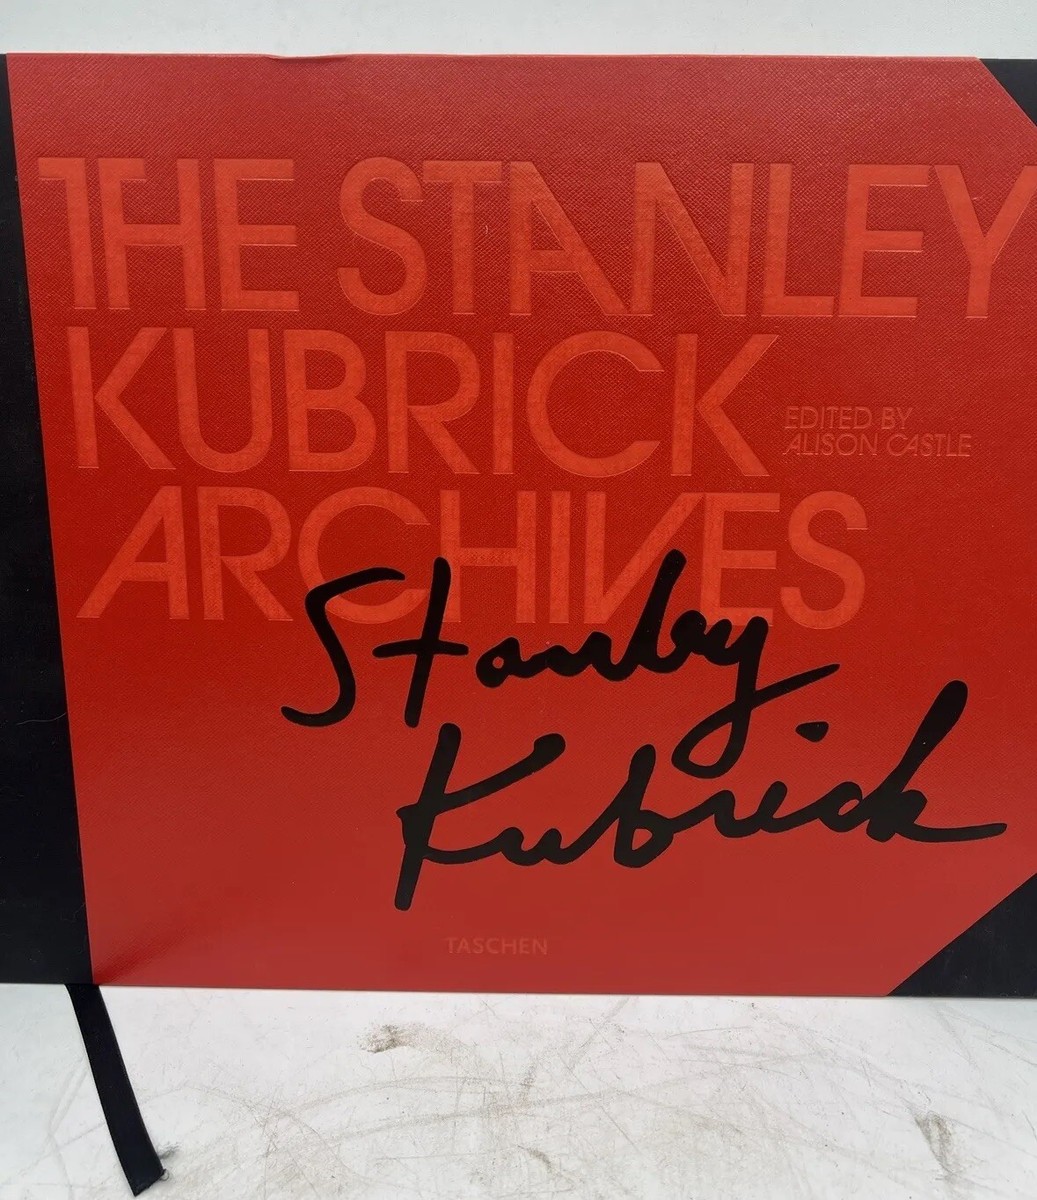 THE STANLEY
KUBRICK
EDITED BY
ALISON CASTLE
ARCHIVES
Stanley
Kubrick
TASCHEN